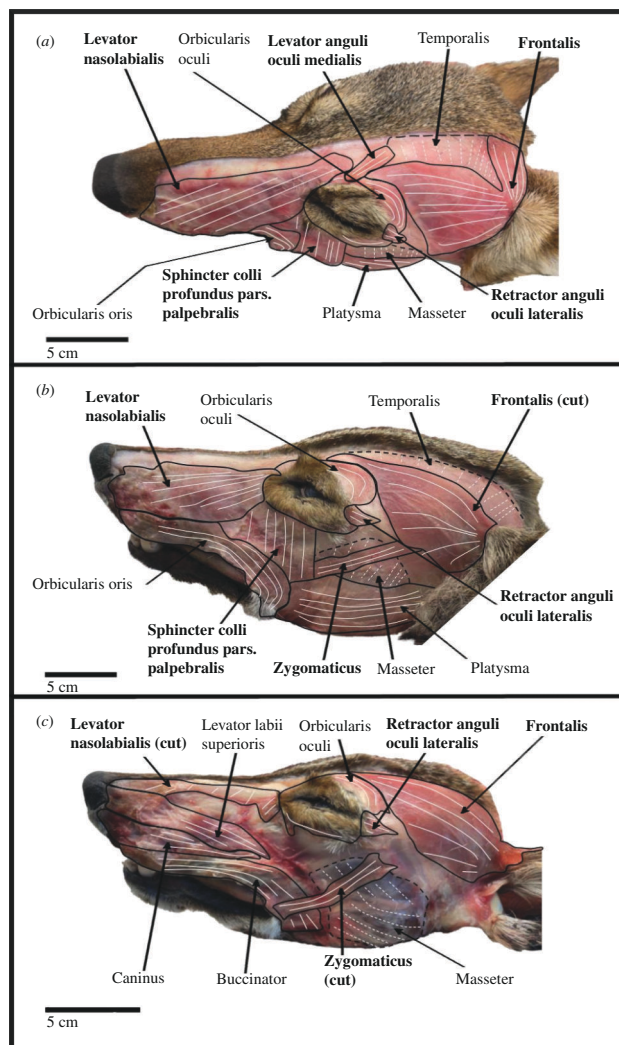 (a)
Levator
nasolabialis
Orbicularis
oculi
Levator anguli
oculi medialis
Temporalis
Frontalis
Orbicularis oris
Sphincter colli
profundus pars.
palpebralis
Platysma
Masseter
Retractor anguli
oculi lateralis
5 cm
(b)
Levator
nasolabialis
Orbicularis
oculi
Temporalis
Frontalis (cut)
Orbicularis oris
Sphincter colli
profundus pars.
palpebralis
Zygomaticus
Masseter
Platysma
Retractor anguli
oculi lateralis
5 cm
(c)
Levator
nasolabialis (cut)
Levator labii
superioris
Orbicularis
oculi
Retractor anguli
oculi lateralis
Frontalis
Caninus
Buccinator
Zygomaticus
(cut)
Masseter
5 cm